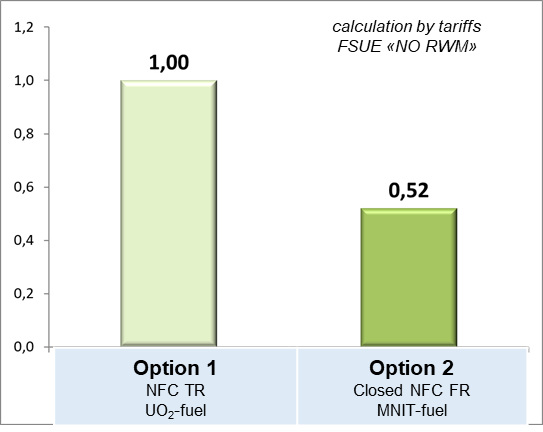 calculation by tariffs
FSUE «NO RWM»
1,2
1,0
0,8
0,6
0,4
0,2
0,0
1,00
0,52
Option 1
NFC TR
UO₂-fuel
Option 2
Closed NFC FR
MNIT-fuel